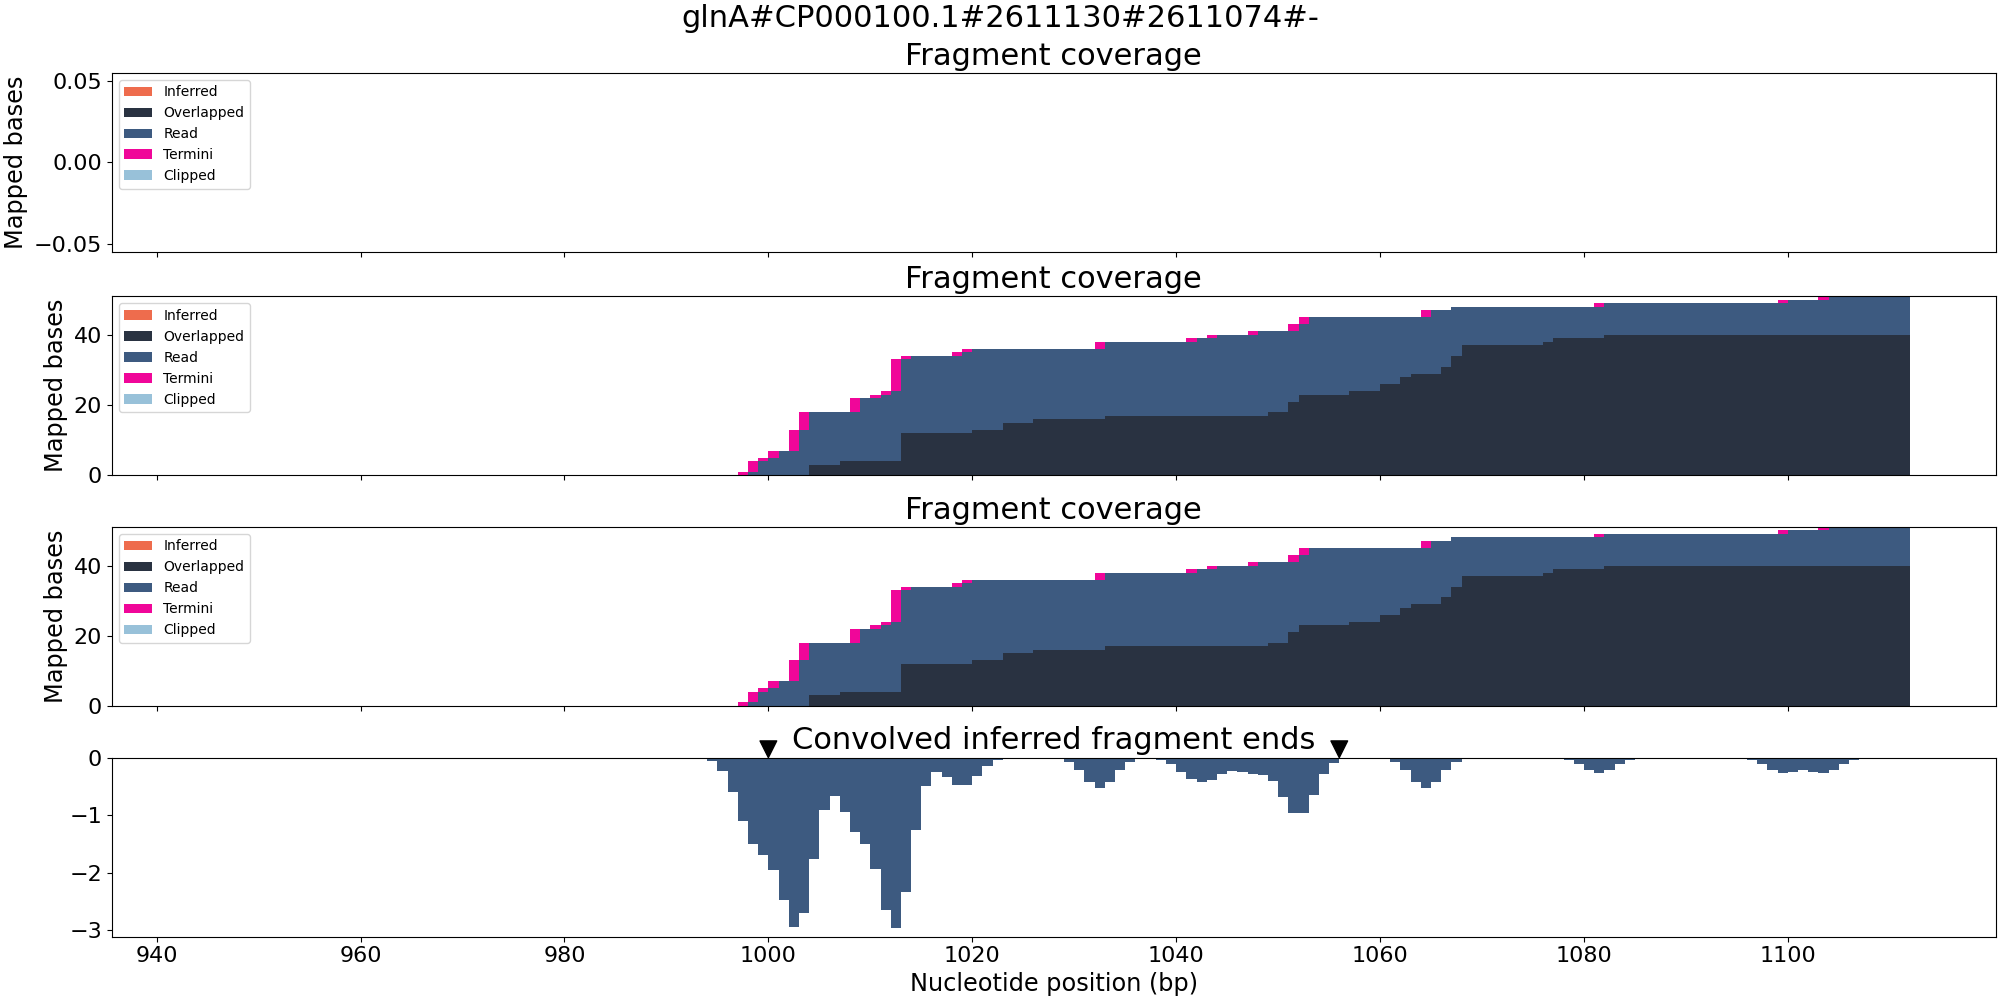 glnA#CP000100.1#2611130#2611074#-
Fragment coverage
Mapped bases
0.05
0.00
−0.05
Inferred
Overlapped
Read
Termini
Clipped
Fragment coverage
Mapped bases
40
20
0
Inferred
Overlapped
Read
Termini
Clipped
Fragment coverage
Mapped bases
40
20
0
Inferred
Overlapped
Read
Termini
Clipped
Convolved inferred fragment ends
0
−1
−2
−3
940 960 980 1000 1020 1040 1060 1080 1100
Nucleotide position (bp)